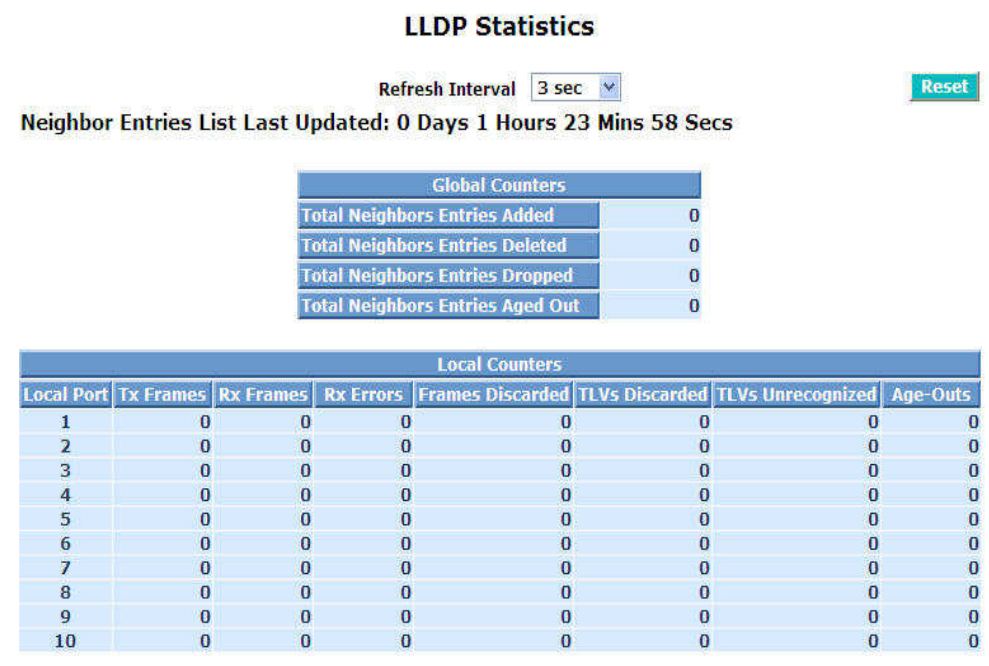 LLDP Statistics
Refresh Interval 3 sec Reset
Neighbor Entries List Last Updated: 0 Days 1 Hours 23 Mins 58 Secs
Global Counters
Total Neighbors Entries Added 0
Total Neighbors Entries Deleted 0
Total Neighbors Entries Dropped 0
Total Neighbors Entries Aged Out 0
Local Counters
Local Port Tx Frames Rx Frames Rx Errors Frames Discarded TLVs Discarded TLVs Unrecognized Age-Outs
1 0 0 0 0 0 0 0
2 0 0 0 0 0 0 0
3 0 0 0 0 0 0 0
4 0 0 0 0 0 0 0
5 0 0 0 0 0 0 0
6 0 0 0 0 0 0 0
7 0 0 0 0 0 0 0
8 0 0 0 0 0 0 0
9 0 0 0 0 0 0 0
10 0 0 0 0 0 0 0